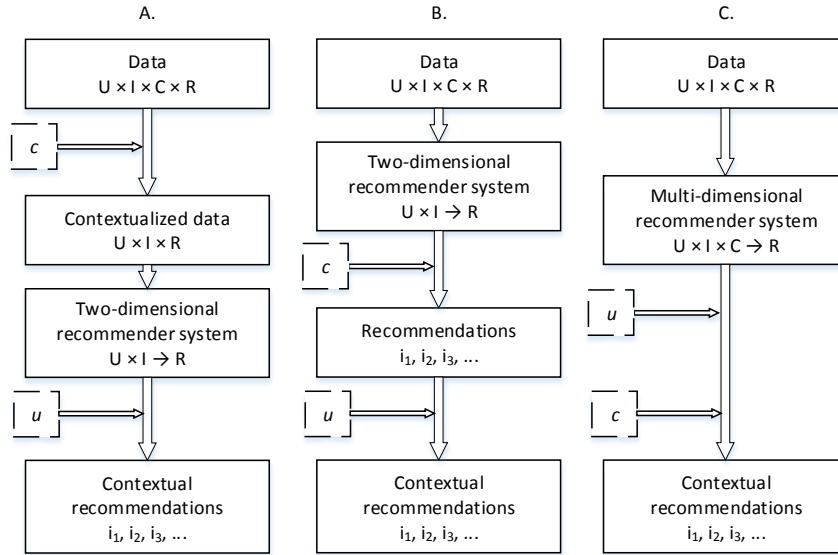 A.
Data
U × I × C × R
c
Contextualized data
U × I × R
Two-dimensional
recommender system
U × I → R
u
Contextual
recommendations
i₁, i₂, i₃, ...
B.
Data
U × I × C × R
Two-dimensional
recommender system
U × I → R
c
Recommendations
i₁, i₂, i₃, ...
u
Contextual
recommendations
i₁, i₂, i₃, ...
C.
Data
U × I × C × R
Multi-dimensional
recommender system
U × I × C → R
u
c
Contextual
recommendations
i₁, i₂, i₃, ...